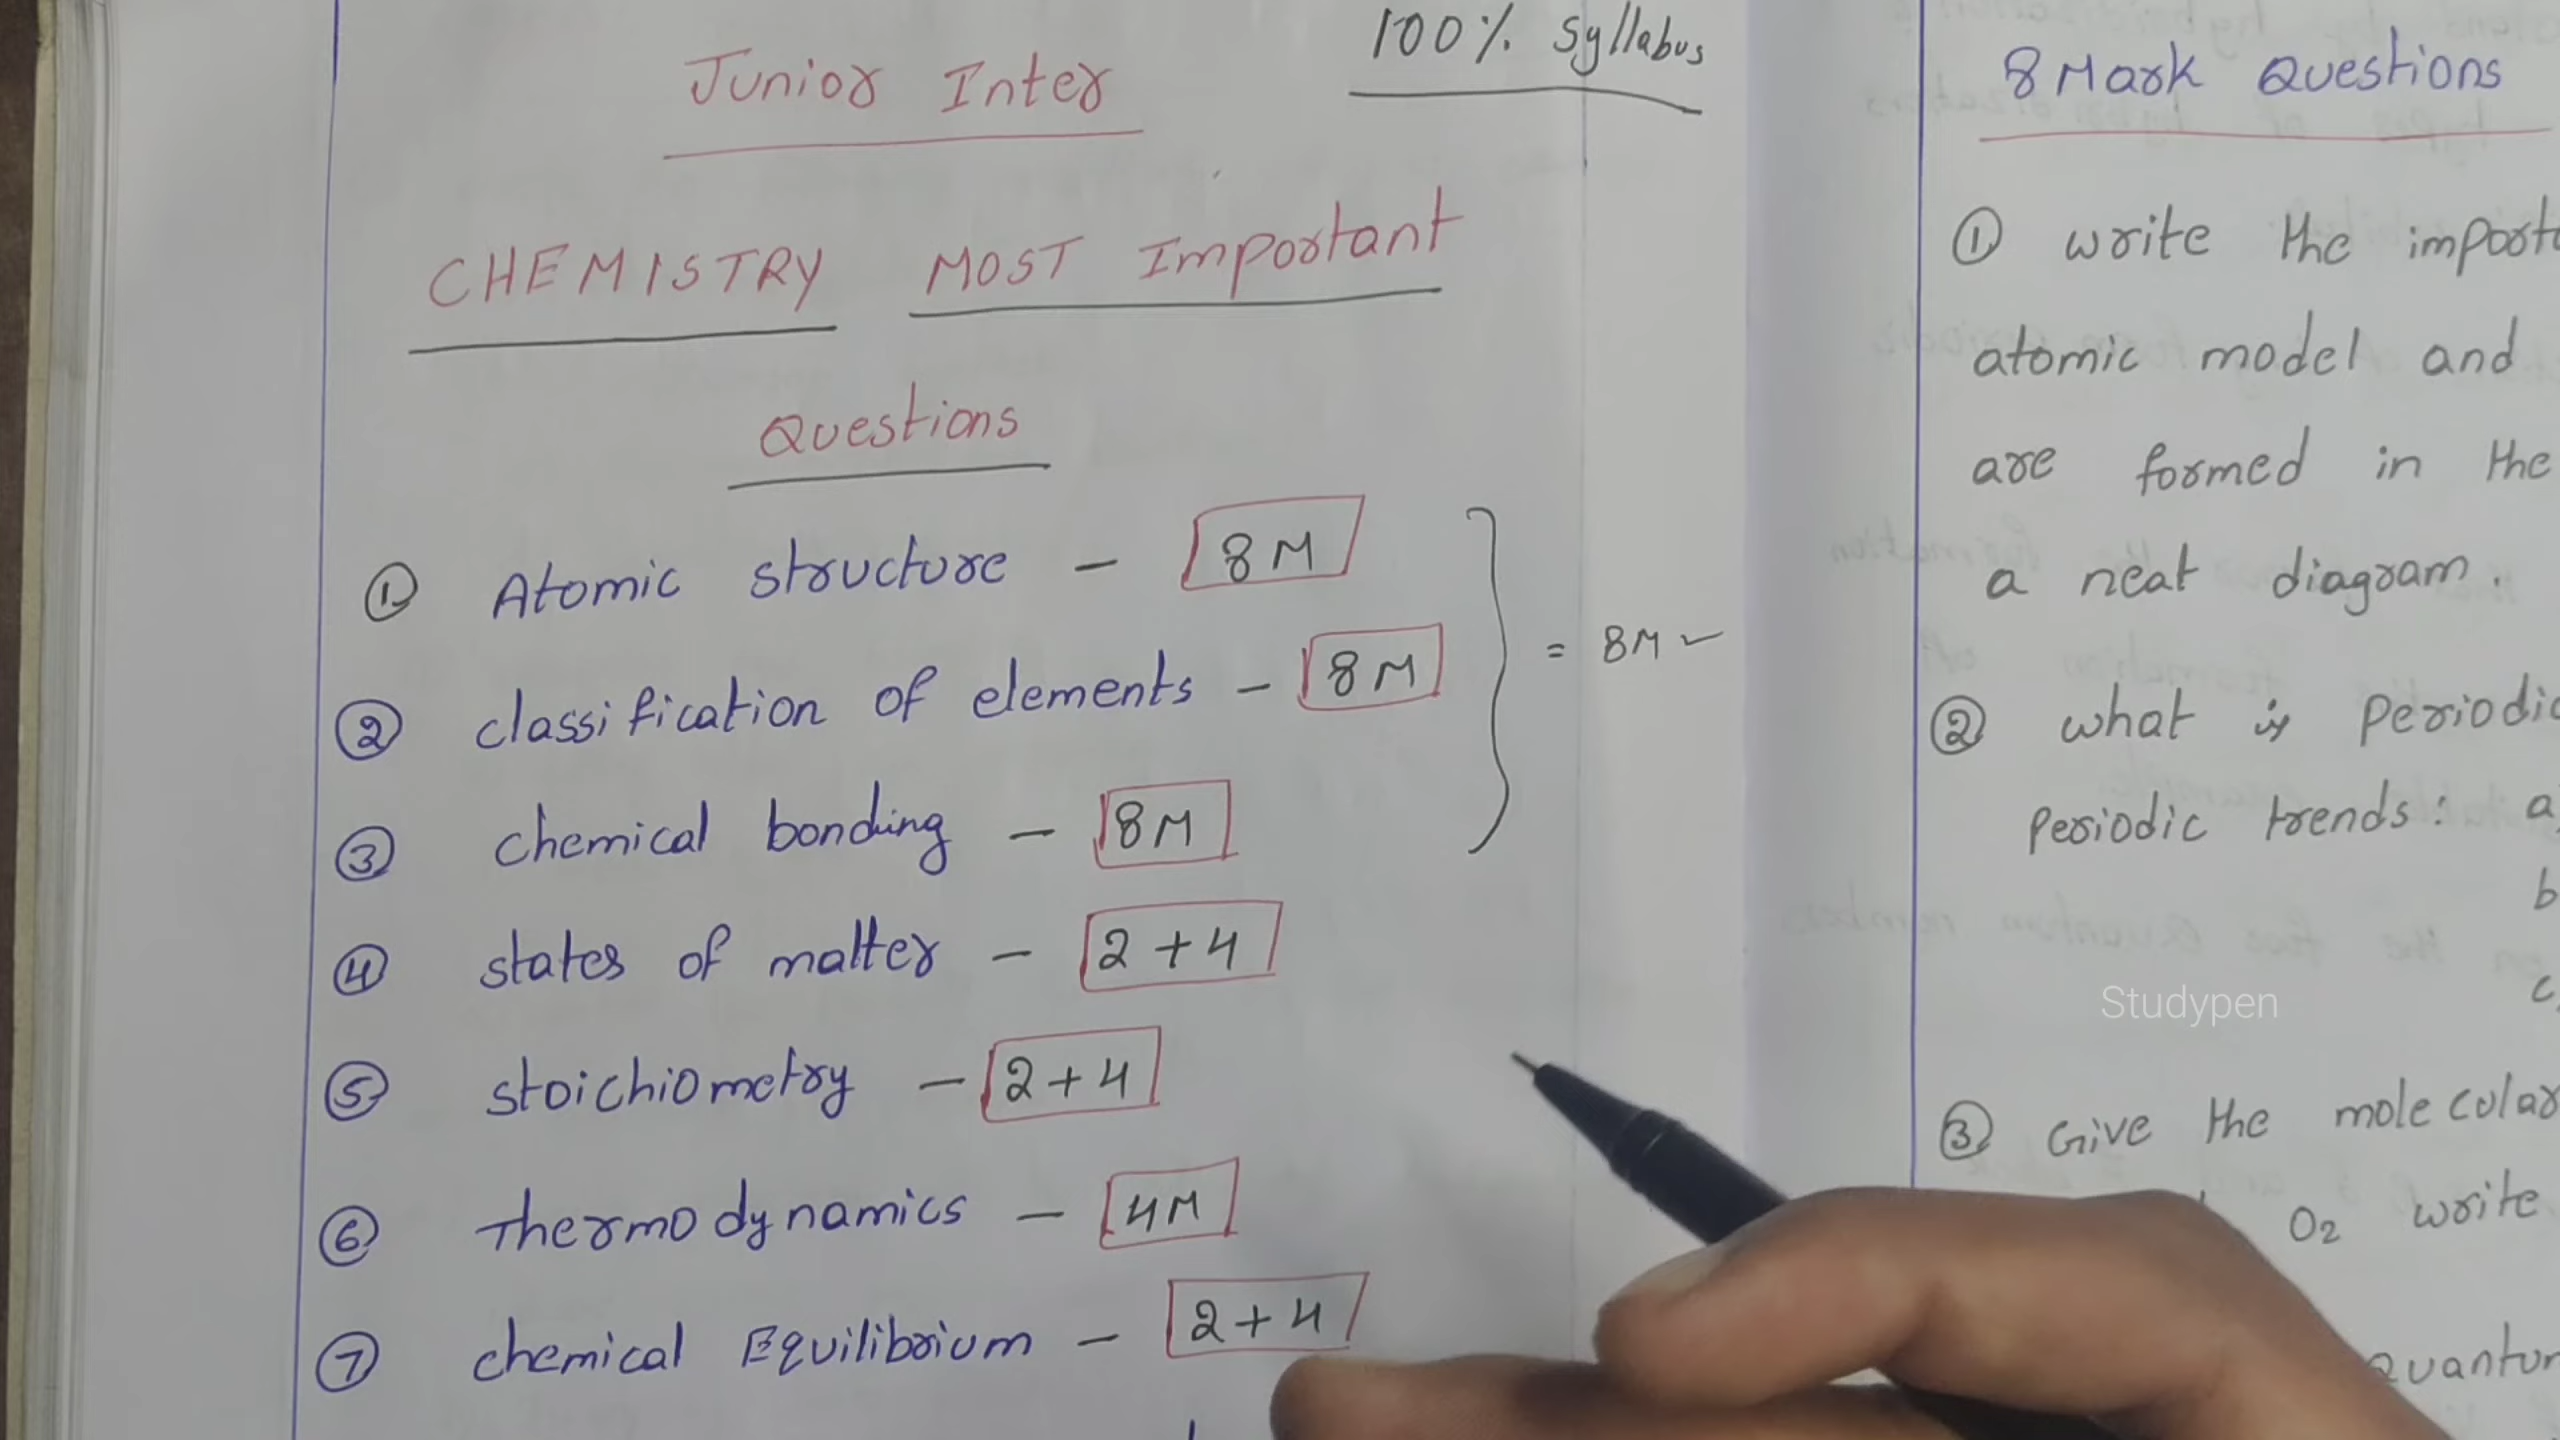 100% Syllabus
Junior Inter
CHEMISTRY MOST Important
Questions
① Atomic structure - 8M
② classification of elements - 8M
= 8M
③ chemical bonding - 8M
④ states of matter - 2+4
⑤ stoichiometry - 2+4
⑥ Thermodynamics - 4M
⑦ chemical Equilibrium - 2+4
8 Mark Questions
① write the
atomic model and
are formed in the
a neat diagram.
② what is
Periodic trends: a)
b
c
Studypen
③ Give the
O2 write